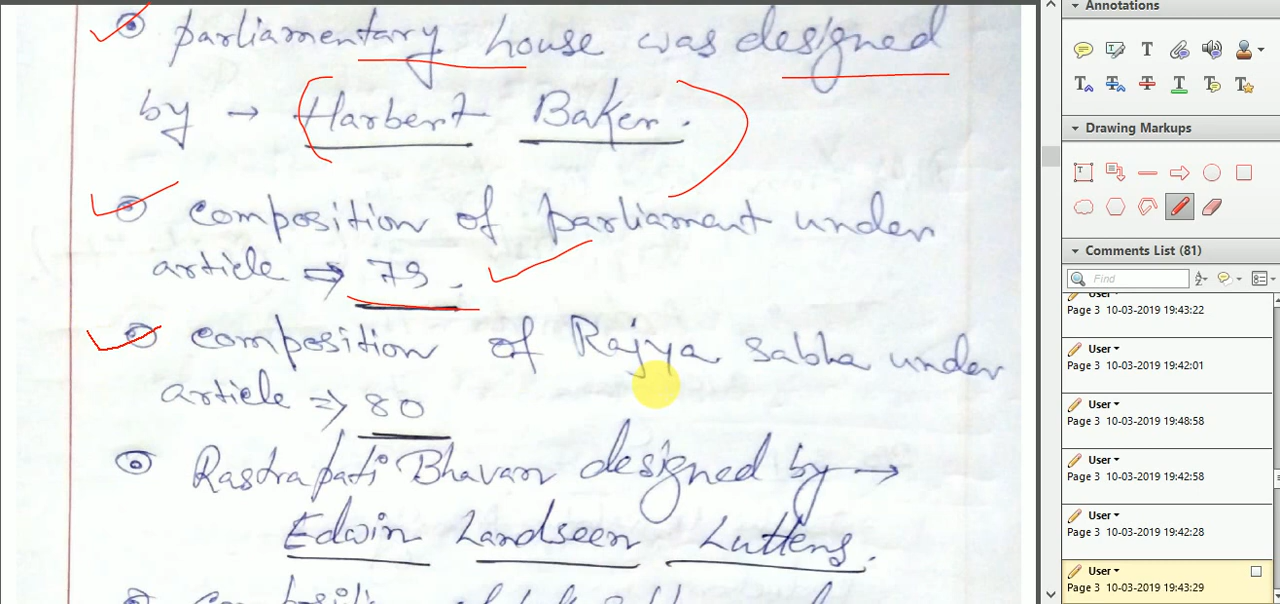 parliamentary house was designed
by → Harbert Baker.
composition of parliament under
article ⇒ 79.
composition of Rajya sabha under
article ⇒ 80
Rastrapati Bhavan designed by →
Edwin Landseer Luttens.
Annotations
T
T T T T T T
Drawing Markups
T
Comments List (81)
Find
User
Page 3 10-03-2019 19:43:22
User
Page 3 10-03-2019 19:42:01
User
Page 3 10-03-2019 19:48:58
User
Page 3 10-03-2019 19:42:58
User
Page 3 10-03-2019 19:42:28
User
Page 3 10-03-2019 19:43:29